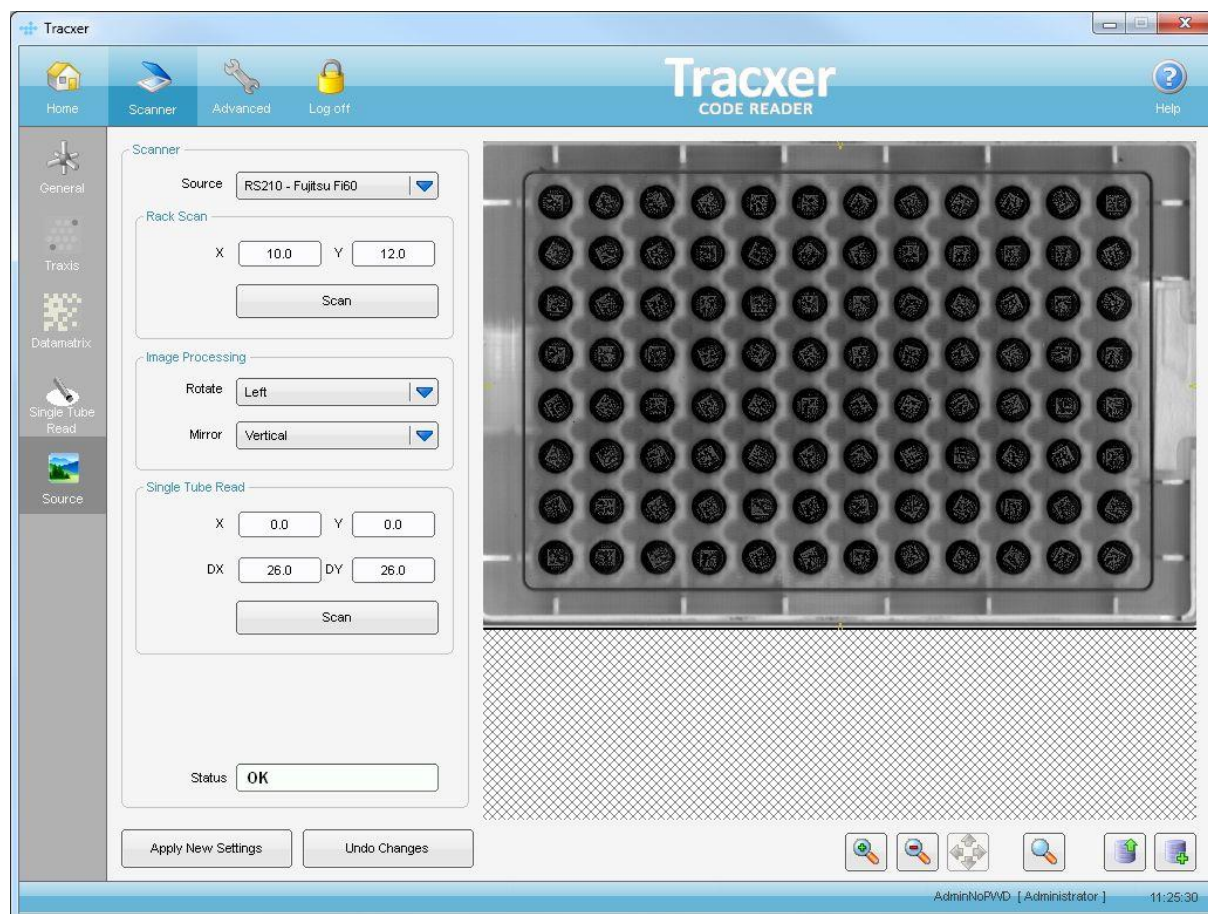 Tracxer
Home
Scanner
Advanced
Log off
Tracxer
CODE READER
Help
General
Traxis
Datamatrix
Single Tube
Read
Source
Scanner
Source RS210 - Fujitsu Fi60
Rack Scan
X 10.0 Y 12.0
Scan
Image Processing
Rotate Left
Mirror Vertical
Single Tube Read
X 0.0 Y 0.0
DX 26.0 DY 26.0
Scan
Status OK
Apply New Settings
Undo Changes
AdminNoPWD [ Administrator ] 11:25:30